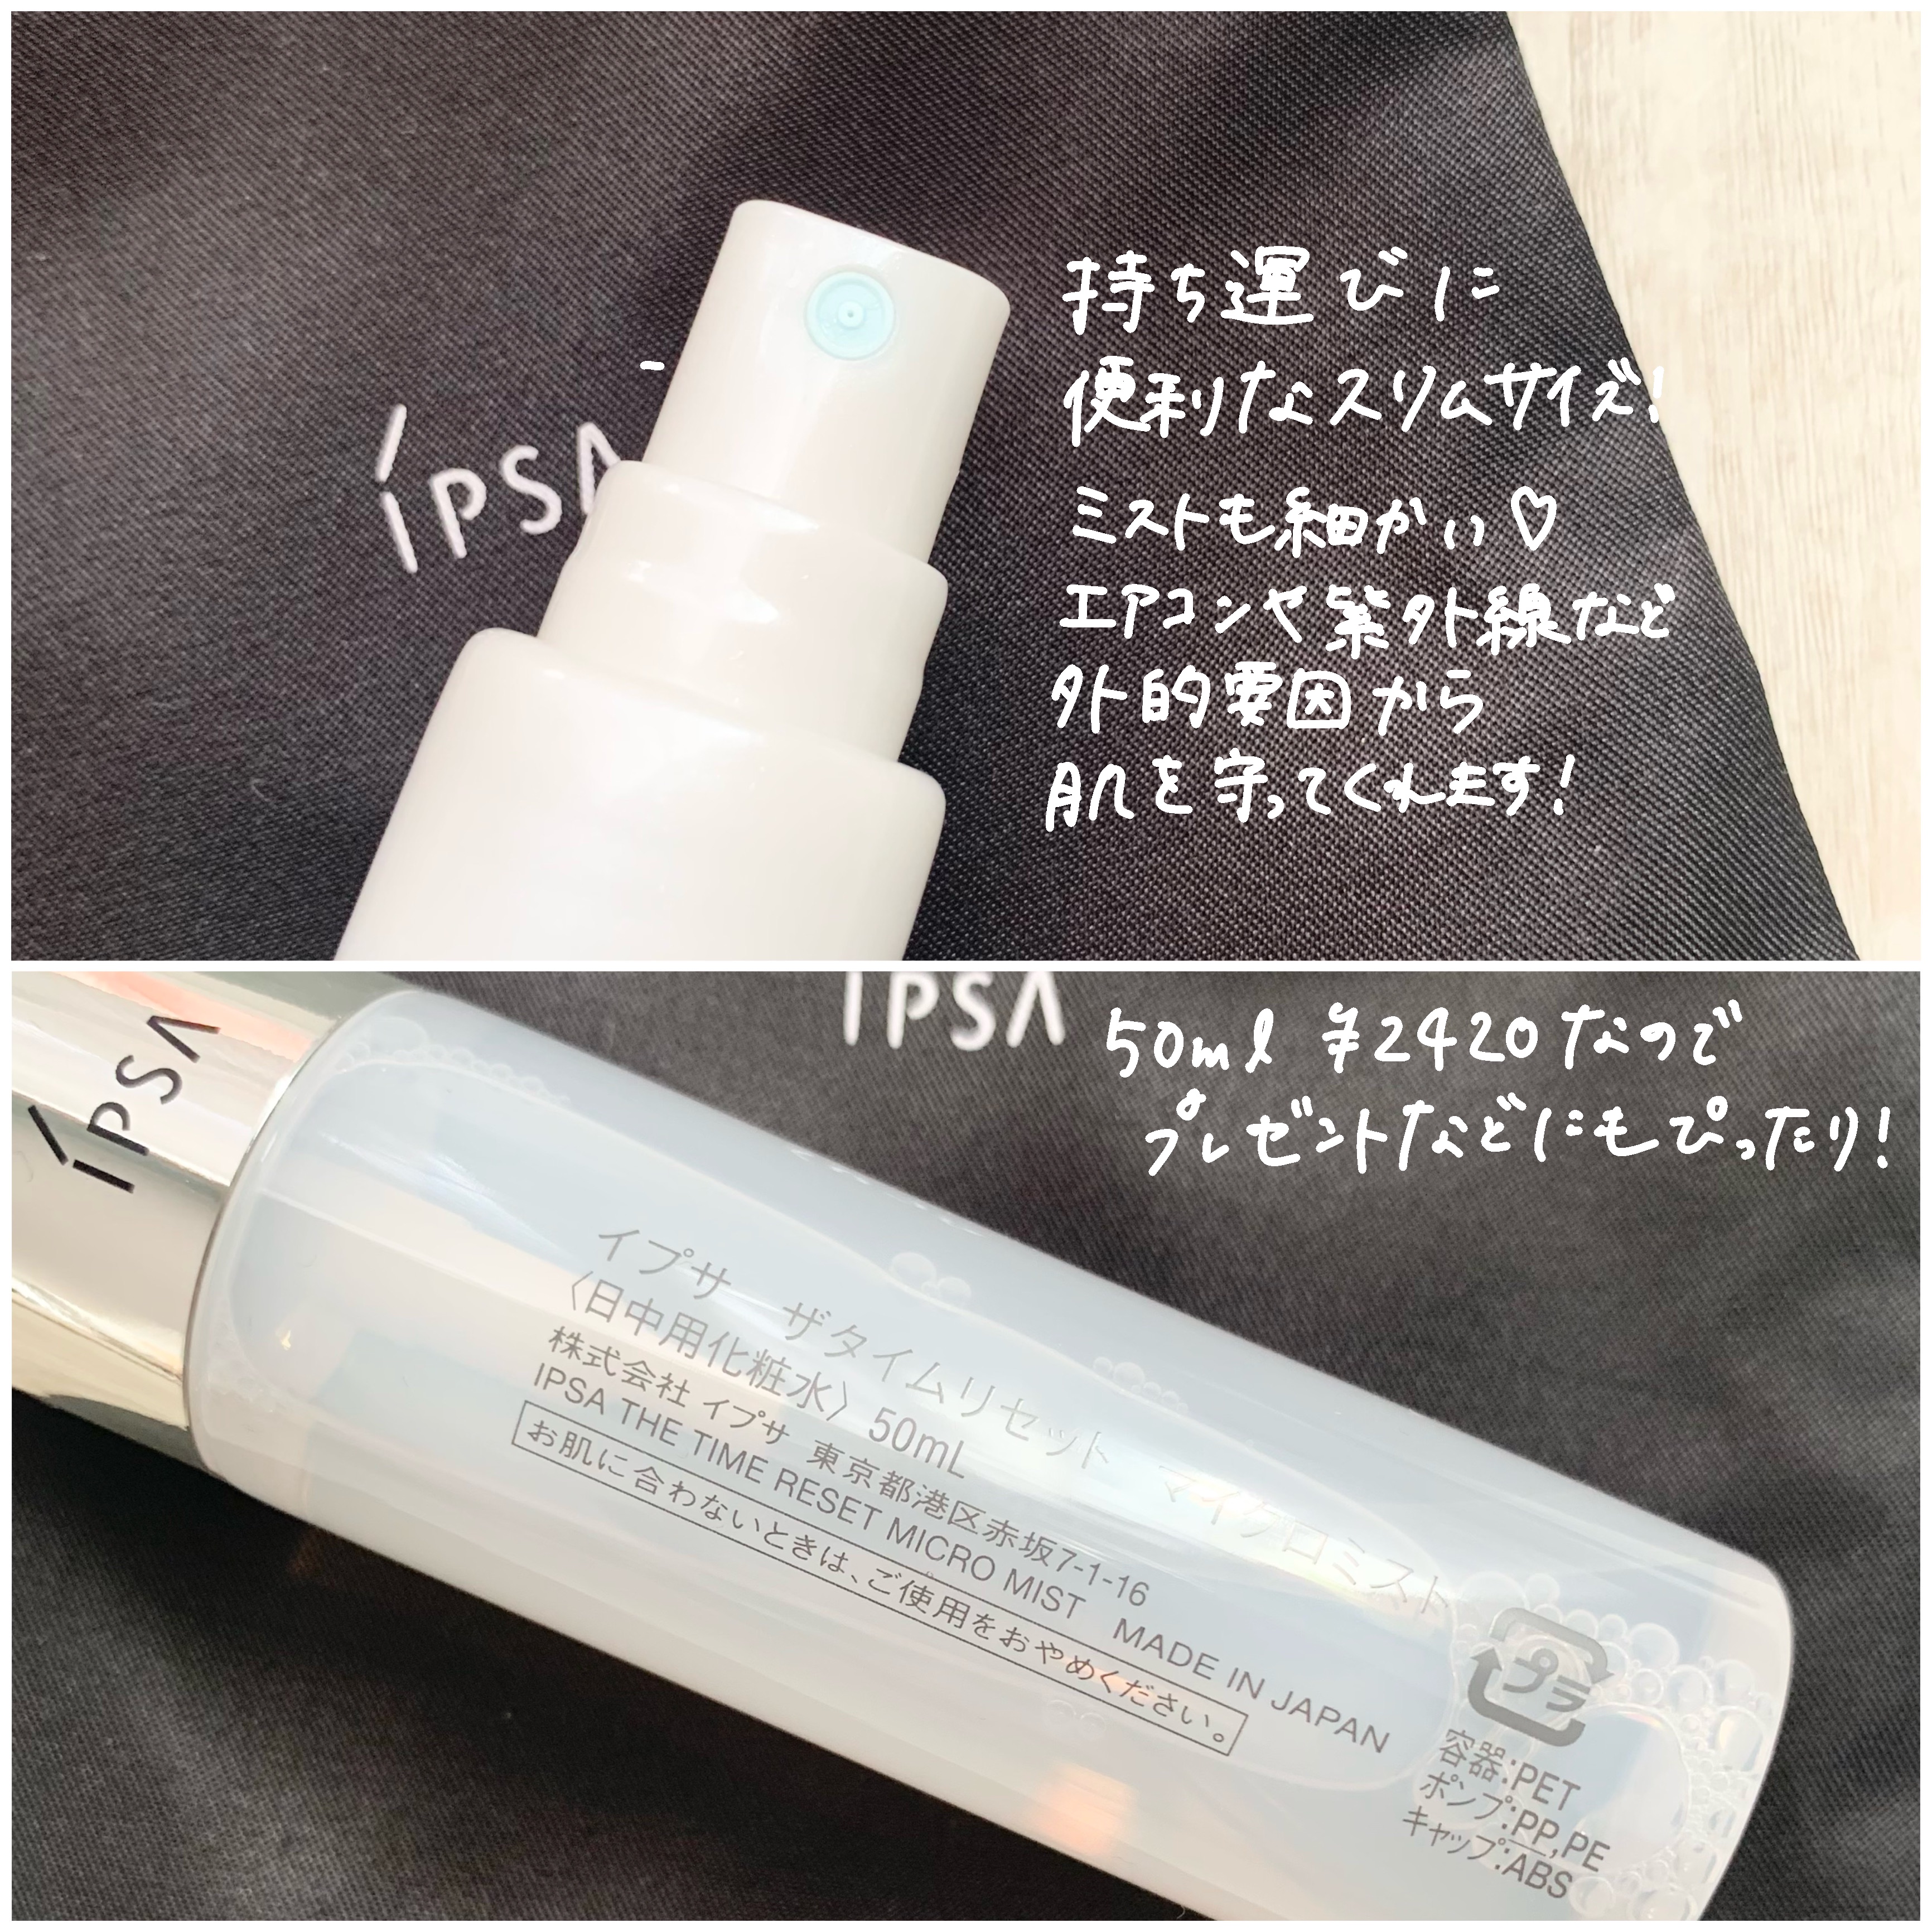 IPSA
持ち運びに
便利なスリムサイズ!
ミストも細かい♡
エアコンや紫外線など
外的要因から
肌を守ってくれます!
IPSA
50ml ¥2420なので
プレゼントなどにもぴったり!
IPSA
イプサ ザタイムリセット マイクロミスト
〈日中用化粧水〉 50mL
株式会社 イプサ 東京都港区赤坂7-1-16
IPSA THE TIME RESET MICRO MIST MADE IN JAPAN
お肌に合わないときは、ご使用をおやめください。
プラ
容器:PET
ポンプ:PP,PE
キャップ:ABS